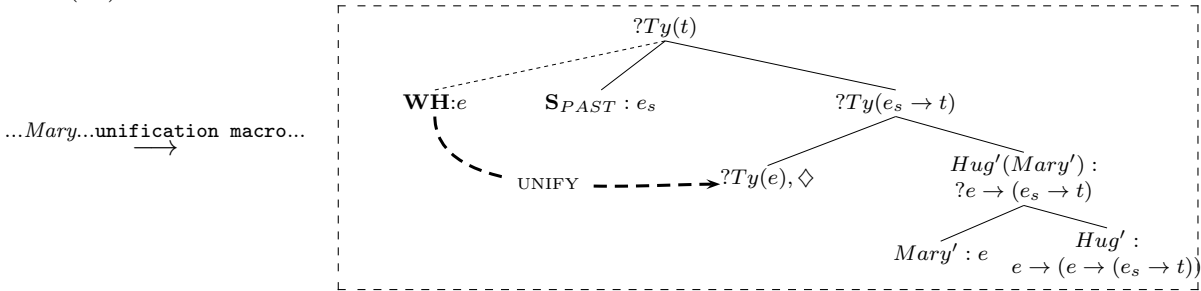 ?Ty(t)
WH:e
S_PAST : e_s
?Ty(e_s → t)
...Mary...unification macro...
⟶
UNIFY
?Ty(e), ◇
Hug′(Mary′) :
?e → (e_s → t)
Mary′ : e
Hug′ :
e → (e → (e_s → t))